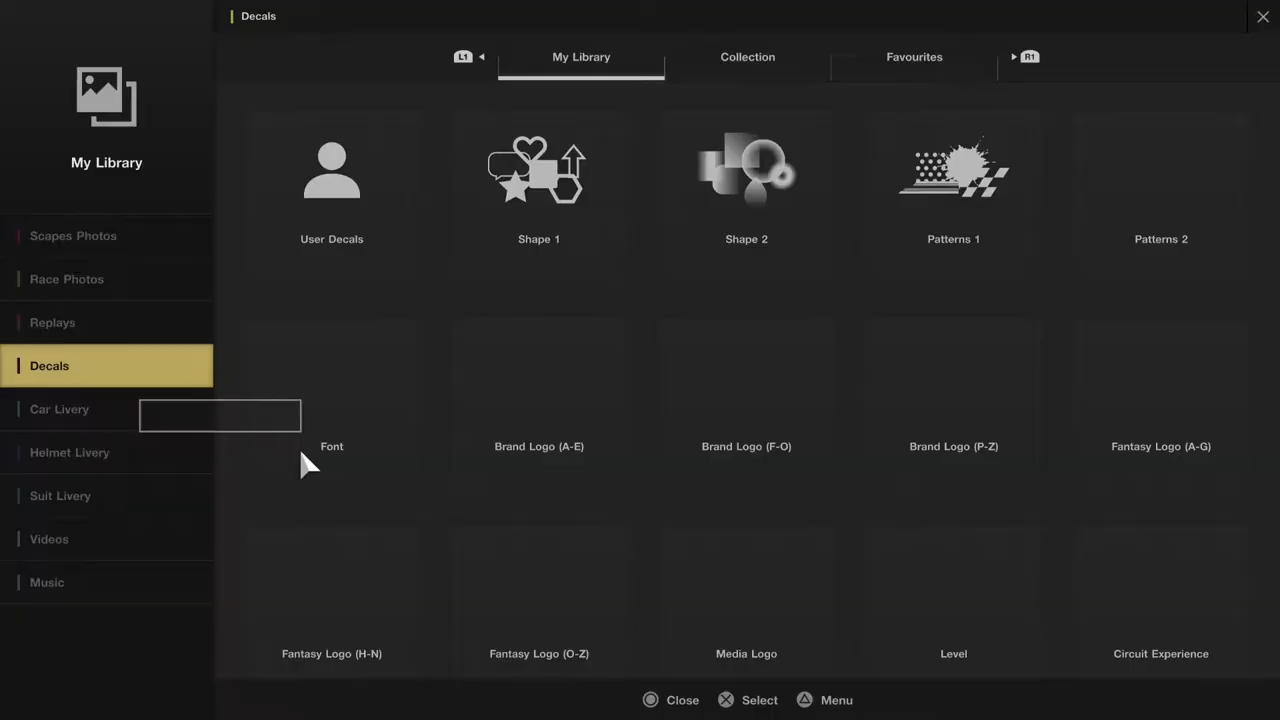 Decals
L1
My Library
Collection
Favourites
R1
My Library
Scapes Photos
Race Photos
Replays
Decals
Car Livery
Helmet Livery
Suit Livery
Videos
Music
User Decals
Shape 1
Shape 2
Patterns 1
Patterns 2
Font
Brand Logo (A-E)
Brand Logo (F-O)
Brand Logo (P-Z)
Fantasy Logo (A-G)
Fantasy Logo (H-N)
Fantasy Logo (O-Z)
Media Logo
Level
Circuit Experience
Close
Select
Menu